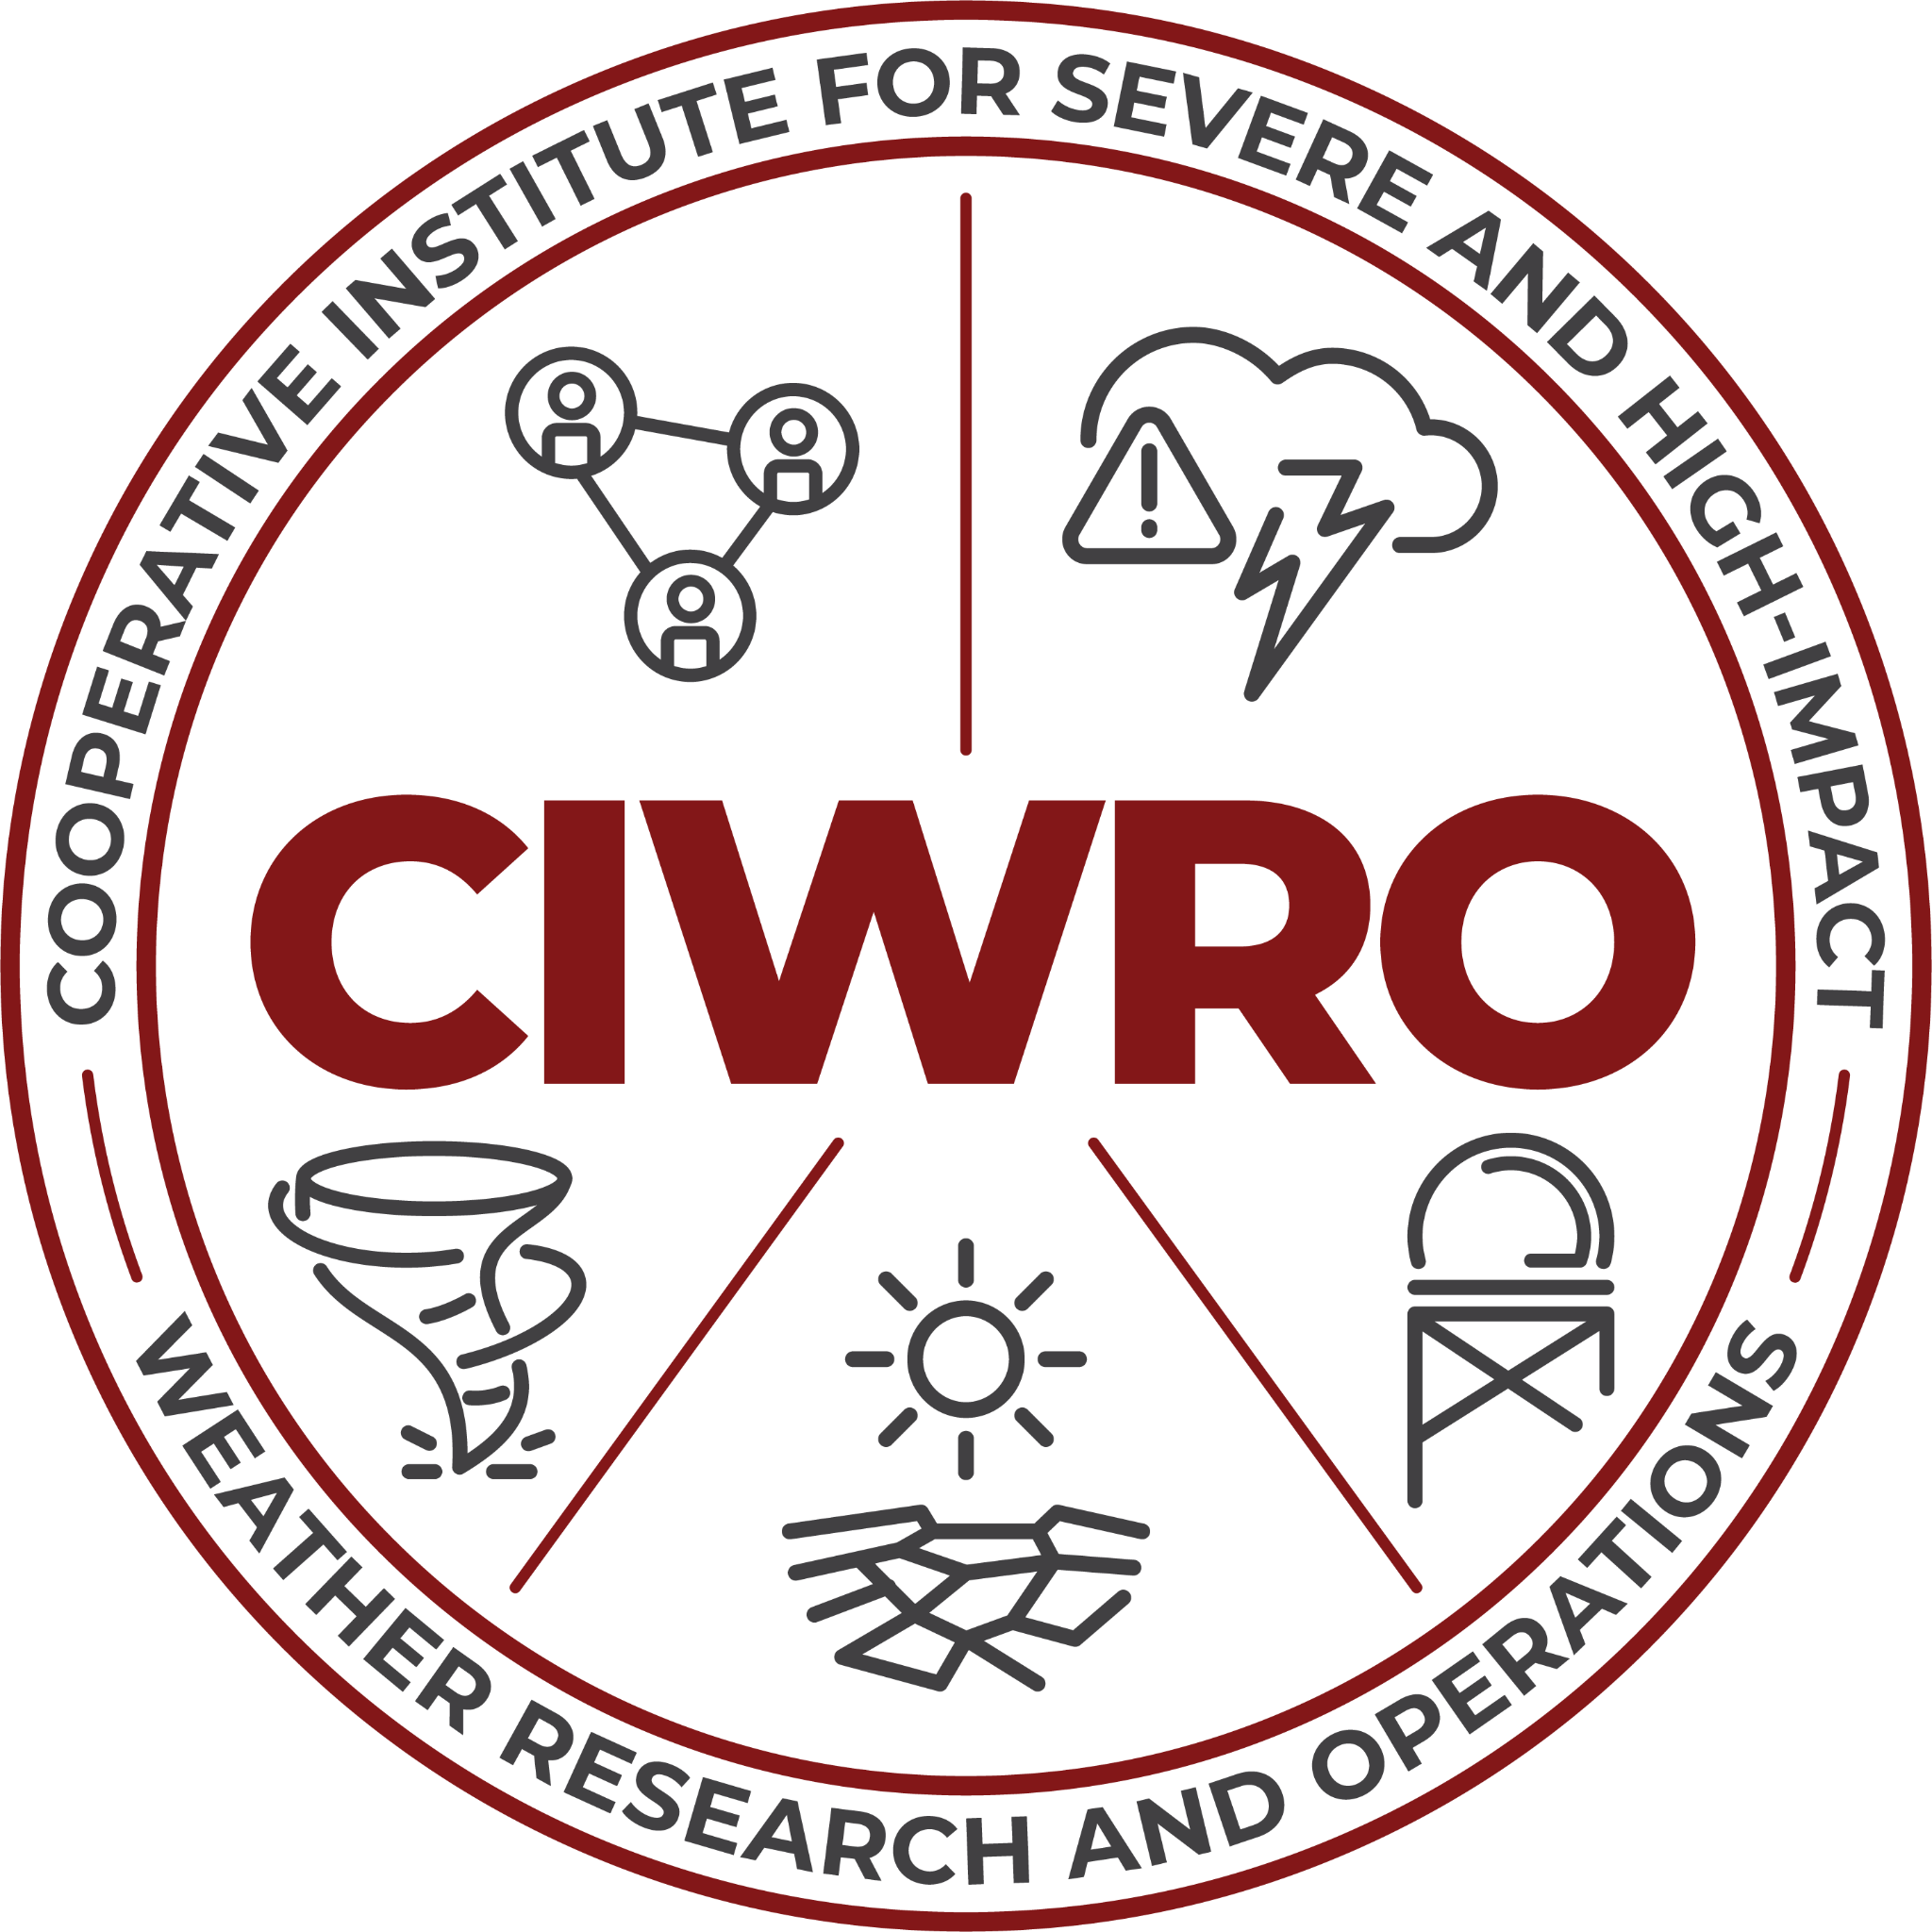 COOPERATIVE INSTITUTE FOR SEVERE AND HIGH-IMPACT
CIWRO
WEATHER RESEARCH AND OPERATIONS